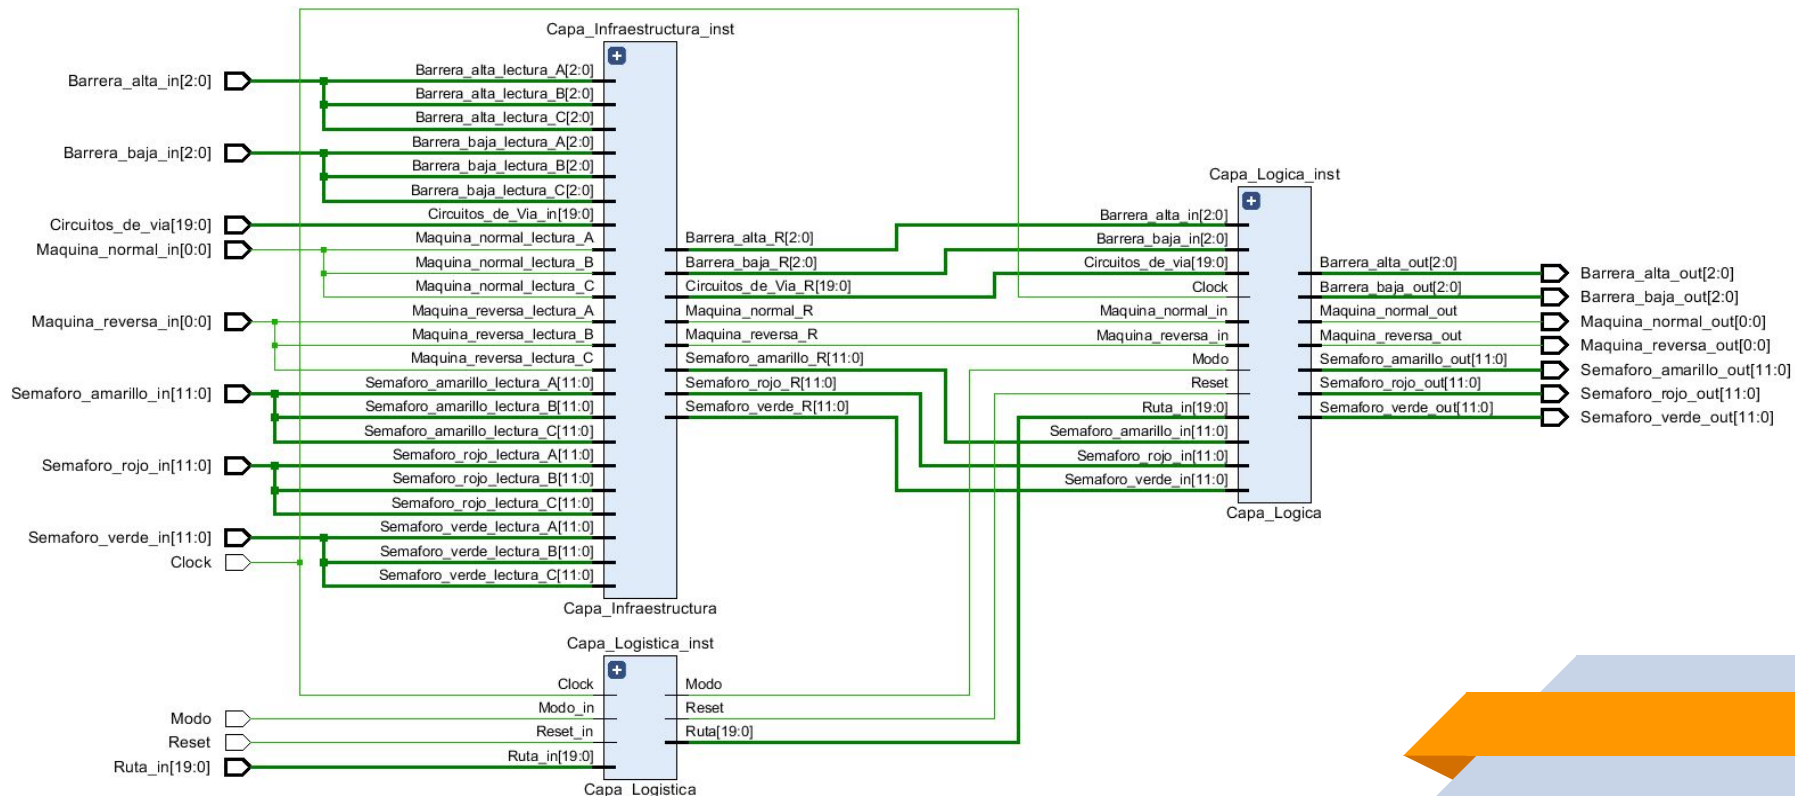 Capa_Infraestructura_inst
Barrera_alta_in[2:0]
Barrera_baja_in[2:0]
Circuitos_de_via[19:0]
Maquina_normal_in[0:0]
Maquina_reversa_in[0:0]
Semaforo_amarillo_in[11:0]
Semaforo_rojo_in[11:0]
Semaforo_verde_in[11:0]
Clock
Barrera_alta_lectura_A[2:0]
Barrera_alta_lectura_B[2:0]
Barrera_alta_lectura_C[2:0]
Barrera_baja_lectura_A[2:0]
Barrera_baja_lectura_B[2:0]
Barrera_baja_lectura_C[2:0]
Circuitos_de_Via_in[19:0]
Maquina_normal_lectura_A
Maquina_normal_lectura_B
Maquina_normal_lectura_C
Maquina_reversa_lectura_A
Maquina_reversa_lectura_B
Maquina_reversa_lectura_C
Semaforo_amarillo_lectura_A[11:0]
Semaforo_amarillo_lectura_B[11:0]
Semaforo_amarillo_lectura_C[11:0]
Semaforo_rojo_lectura_A[11:0]
Semaforo_rojo_lectura_B[11:0]
Semaforo_rojo_lectura_C[11:0]
Semaforo_verde_lectura_A[11:0]
Semaforo_verde_lectura_B[11:0]
Semaforo_verde_lectura_C[11:0]
Barrera_alta_R[2:0]
Barrera_baja_R[2:0]
Circuitos_de_Via_R[19:0]
Maquina_normal_R
Maquina_reversa_R
Semaforo_amarillo_R[11:0]
Semaforo_rojo_R[11:0]
Semaforo_verde_R[11:0]
Capa_Infraestructura
Capa_Logistica_inst
Modo
Reset
Ruta_in[19:0]
Clock
Modo_in
Reset_in
Ruta_in[19:0]
Modo
Reset
Ruta[19:0]
Capa_Logistica
Capa_Logica_inst
Barrera_alta_in[2:0]
Barrera_baja_in[2:0]
Circuitos_de_via[19:0]
Clock
Maquina_normal_in
Maquina_reversa_in
Modo
Reset
Ruta_in[19:0]
Semaforo_amarillo_in[11:0]
Semaforo_rojo_in[11:0]
Semaforo_verde_in[11:0]
Barrera_alta_out[2:0]
Barrera_baja_out[2:0]
Maquina_normal_out
Maquina_reversa_out
Semaforo_amarillo_out[11:0]
Semaforo_rojo_out[11:0]
Semaforo_verde_out[11:0]
Capa_Logica
Barrera_alta_out[2:0]
Barrera_baja_out[2:0]
Maquina_normal_out[0:0]
Maquina_reversa_out[0:0]
Semaforo_amarillo_out[11:0]
Semaforo_rojo_out[11:0]
Semaforo_verde_out[11:0]